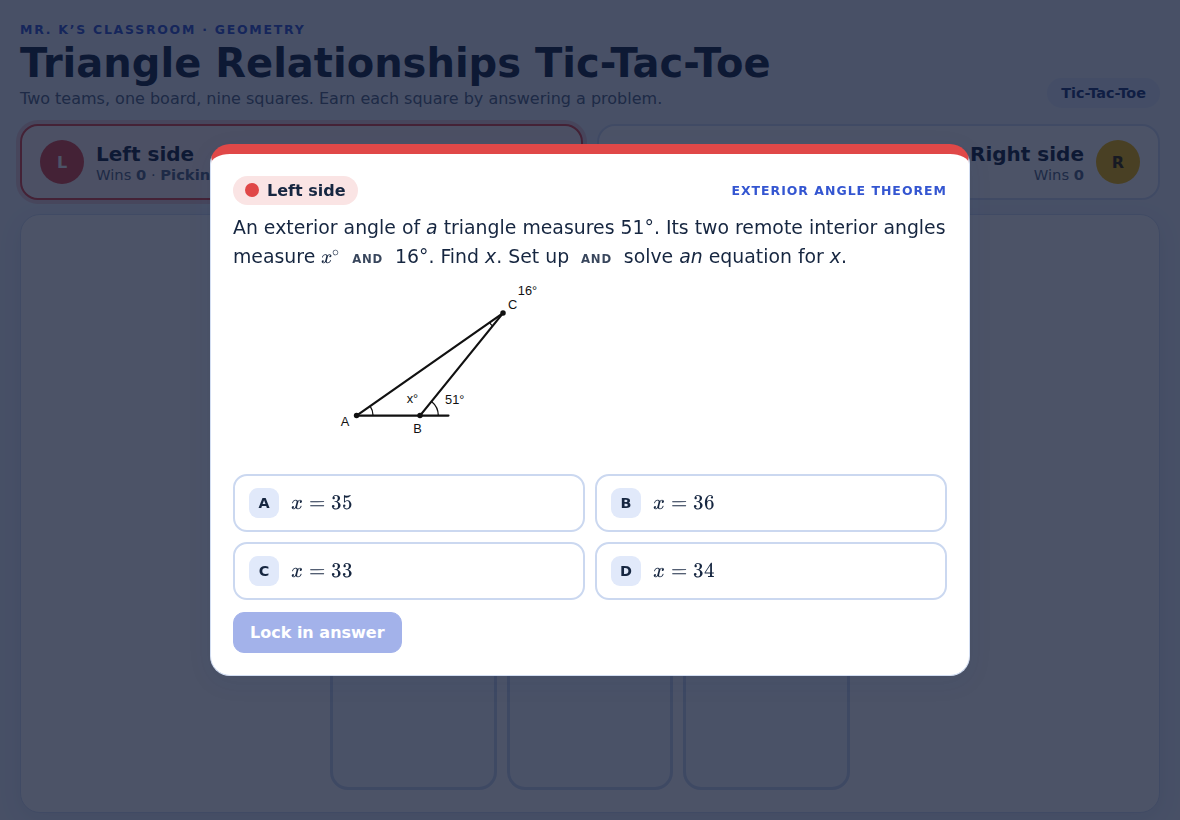 MR. K'S CLASSROOM · GEOMETRY
Triangle Relationships Tic-Tac-Toe
Two teams, one board, nine squares. Earn each square by answering a problem.
Tic-Tac-Toe
L
Left side
Wins 0 · Pickin
Right side
Wins 0
R
Left side
EXTERIOR ANGLE THEOREM
An exterior angle of a triangle measures 51°. Its two remote interior angles
measure x° AND 16°. Find x. Set up AND solve an equation for x.
16°
C
x°
51°
A
B
A x = 35
B x = 36
C x = 33
D x = 34
Lock in answer